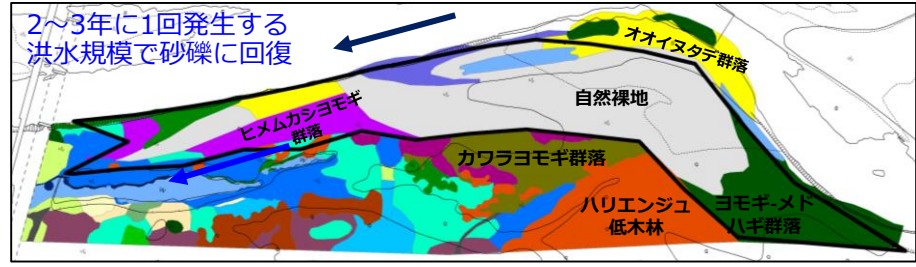 2～3年に1回発生する
洪水規模で砂礫に回復
オオイヌタデ群落
自然裸地
ヒメムカシヨモギ
群落
カワラヨモギ群落
ハリエンジュ
低木林
ヨモギ-メド
ハギ群落